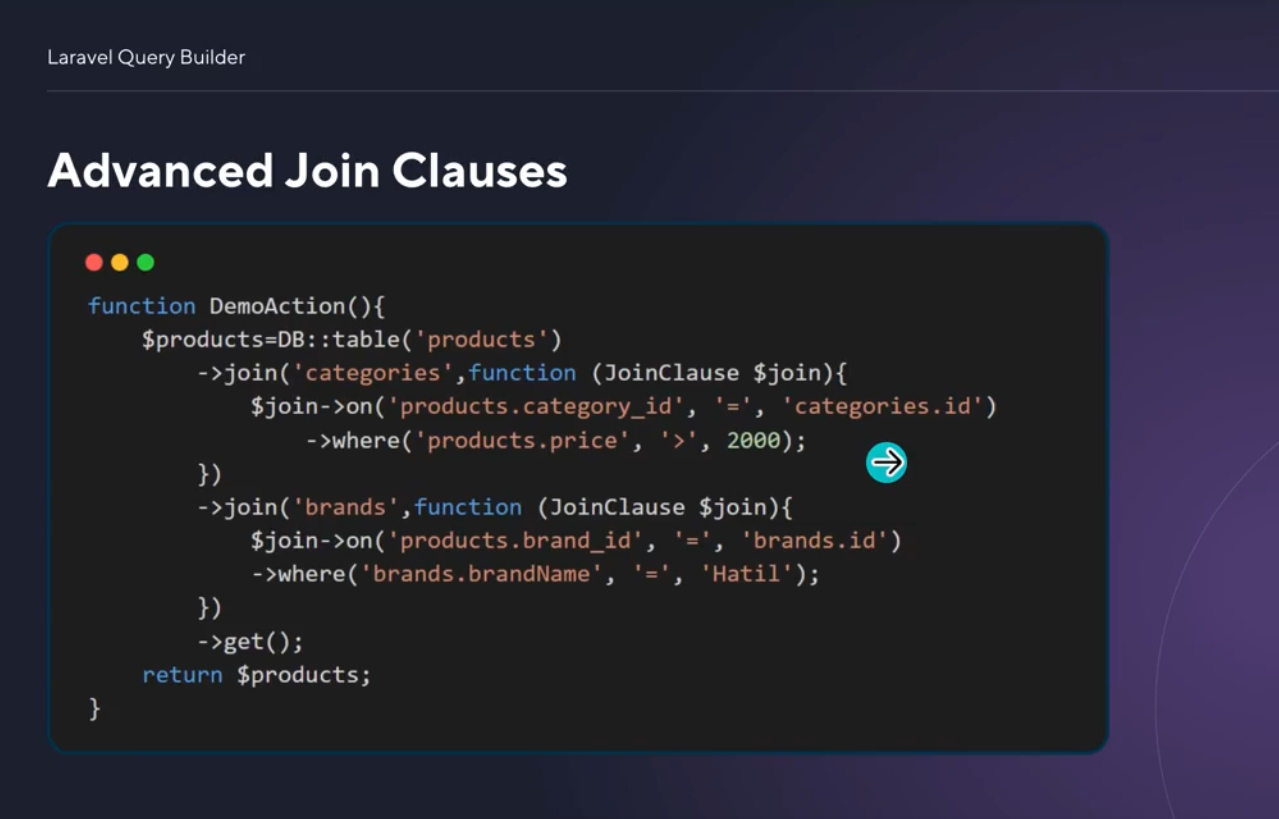 Laravel Query Builder
Advanced Join Clauses
function DemoAction(){
    $products=DB::table('products')
        ->join('categories',function (JoinClause $join){
            $join->on('products.category_id', '=', 'categories.id')
                ->where('products.price', '>', 2000);
        })
        ->join('brands',function (JoinClause $join){
            $join->on('products.brand_id', '=', 'brands.id')
            ->where('brands.brandName', '=', 'Hatil');
        })
        ->get();
    return $products;
}